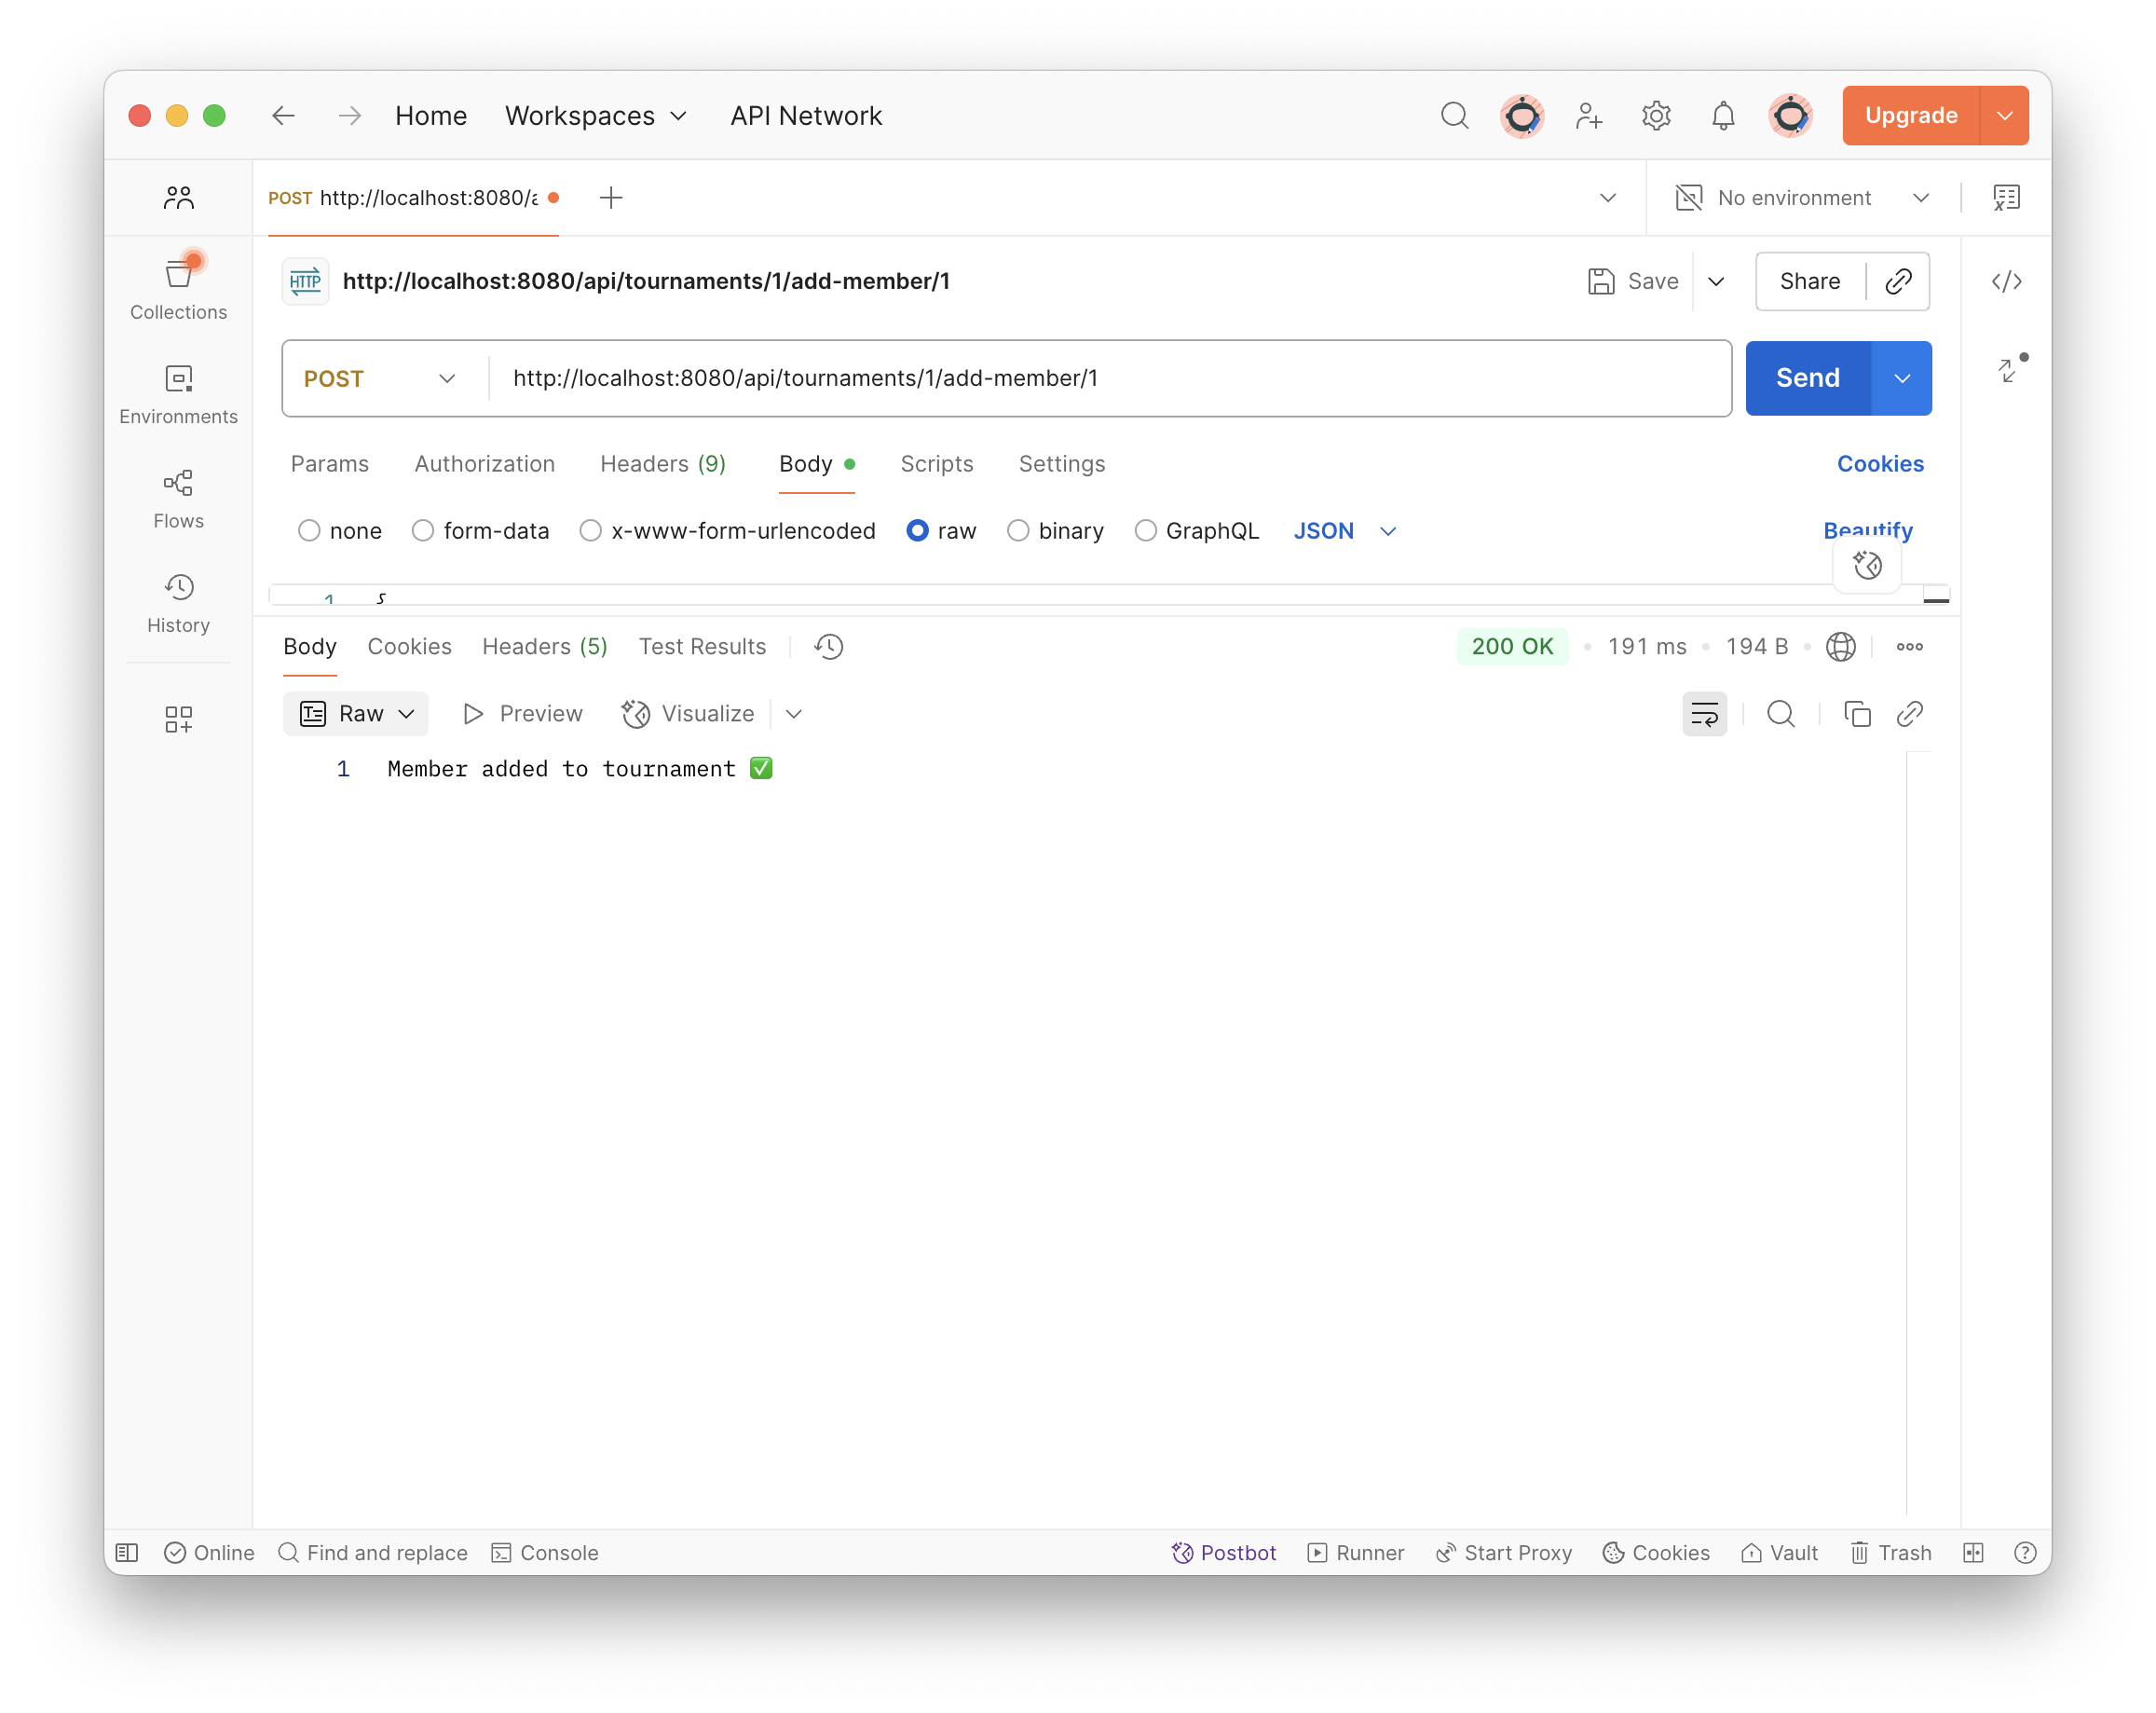 Home Workspaces API Network Upgrade
POST http://localhost:8080/a No environment
HTTP http://localhost:8080/api/tournaments/1/add-member/1 Save Share
Collections
POST http://localhost:8080/api/tournaments/1/add-member/1 Send
Environments
Params Authorization Headers (9) Body Scripts Settings Cookies
Flows
none form-data x-www-form-urlencoded raw binary GraphQL JSON Beautify
History
1 {
Body Cookies Headers (5) Test Results 200 OK • 191 ms • 194 B •
Raw Preview Visualize
1 Member added to tournament ✅
Online Find and replace Console Postbot Runner Start Proxy Cookies Vault Trash